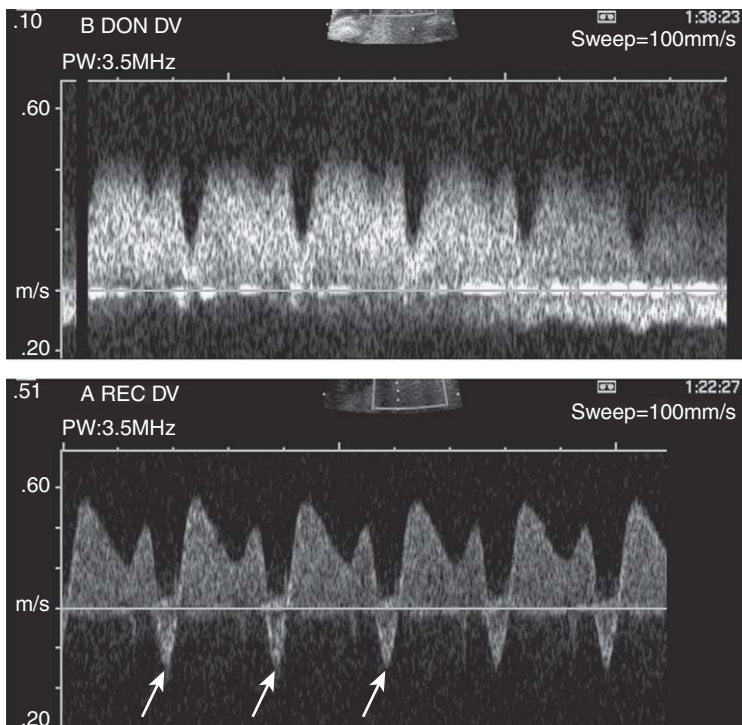 .10
B DON DV
1:38:23
Sweep=100mm/s
PW:3.5MHz
.60
m/s
.20
.51
A REC DV
1:22:27
Sweep=100mm/s
PW:3.5MHz
.60
m/s
.20